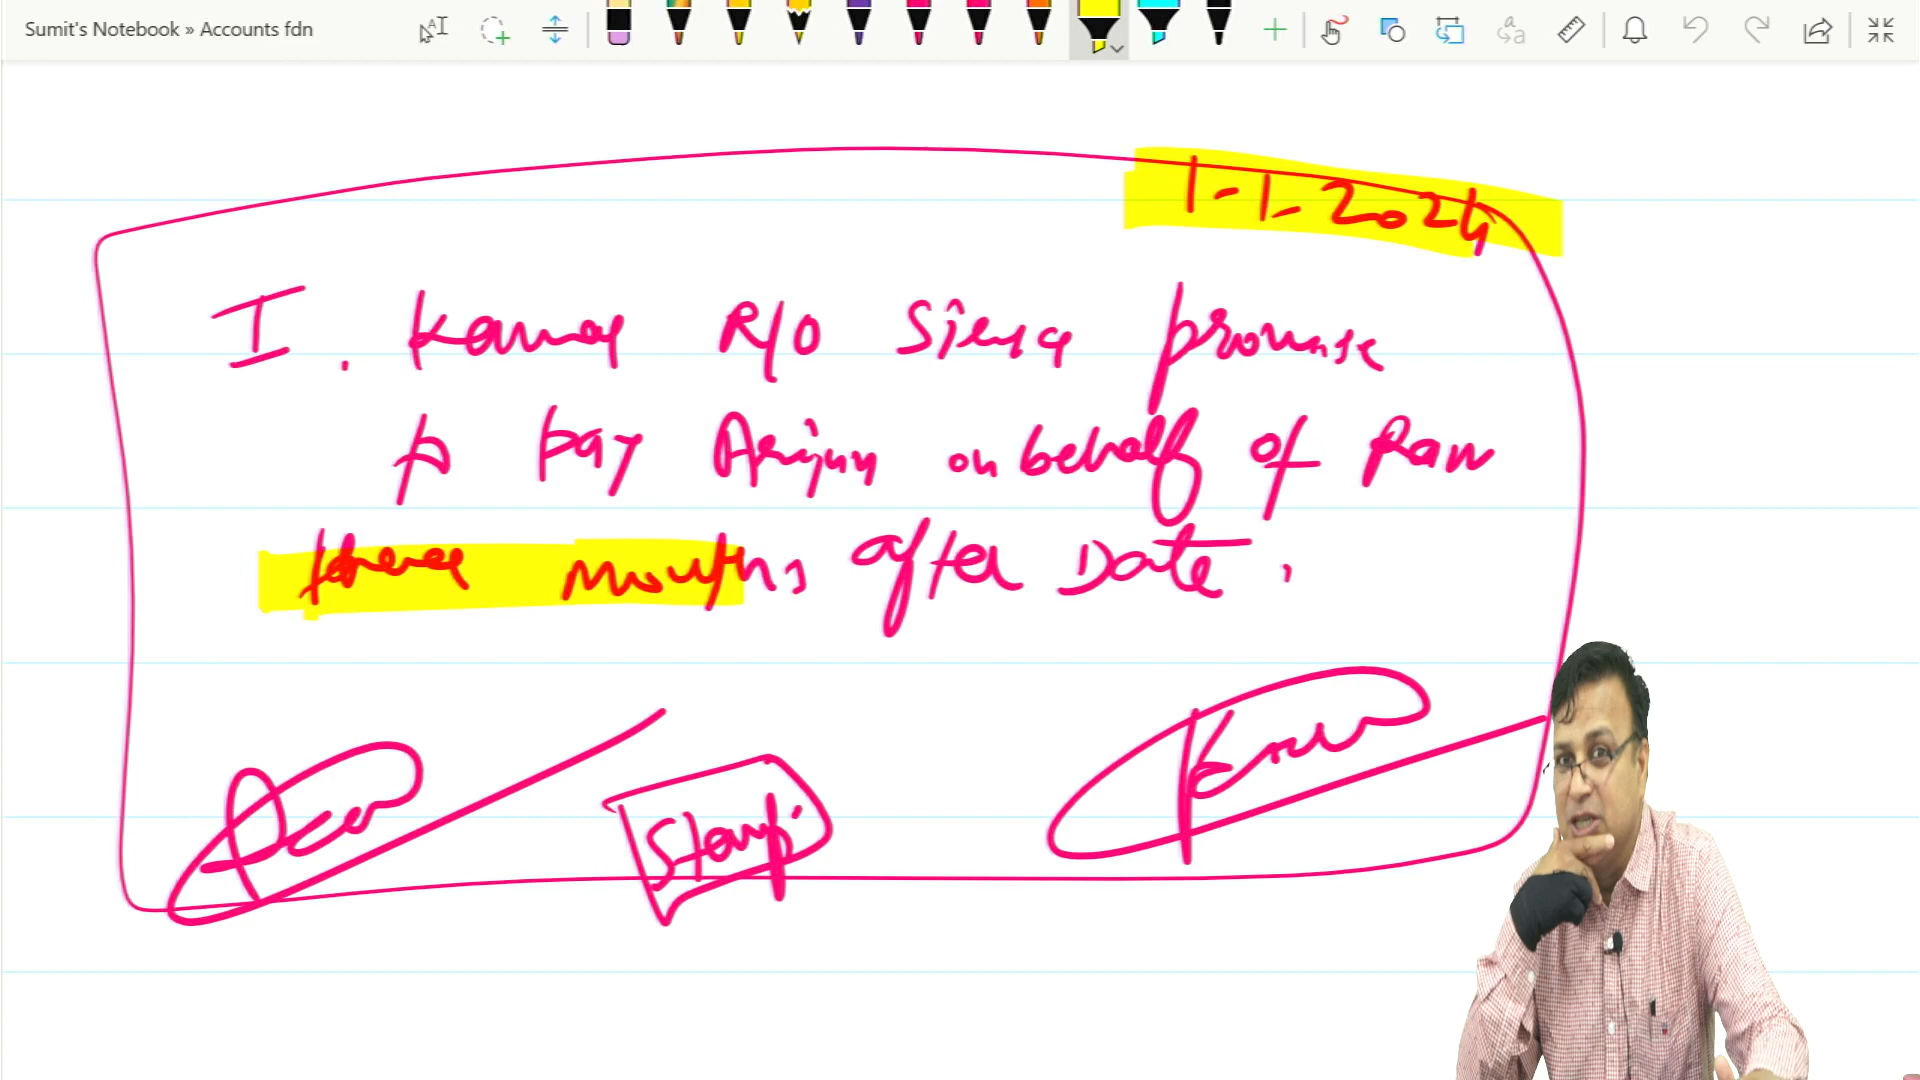 Sumit's Notebook » Accounts fdn
1-1-2024
I. Kamal R/O Sirsa promise
to pay Arjun on behalf of Ram
three months after Date.
Stamp